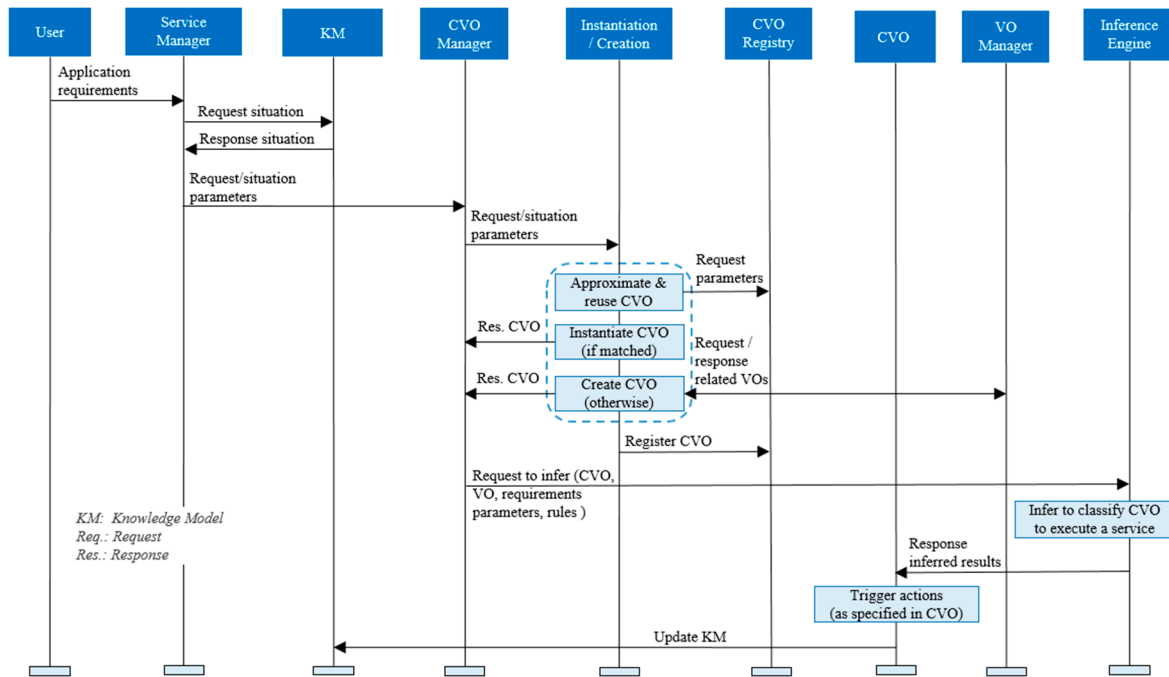 User
Service
Manager
KM
CVO
Manager
Instantiation
/ Creation
CVO
Registry
CVO
VO
Manager
Inference
Engine
Application
requirements
Request situation
Response situation
Request/situation
parameters
Request/situation
parameters
Request
parameters
Approximate &
reuse CVO
Res. CVO
Instantiate CVO
(if matched)
Request /
response
related VOs
Res. CVO
Create CVO
(otherwise)
Register CVO
Request to infer (CVO,
VO, requirements
parameters, rules )
KM:  Knowledge Model
Req.: Request
Res.: Response
Infer to classify CVO
to execute a service
Response
inferred results
Trigger actions
(as specified in CVO)
Update KM